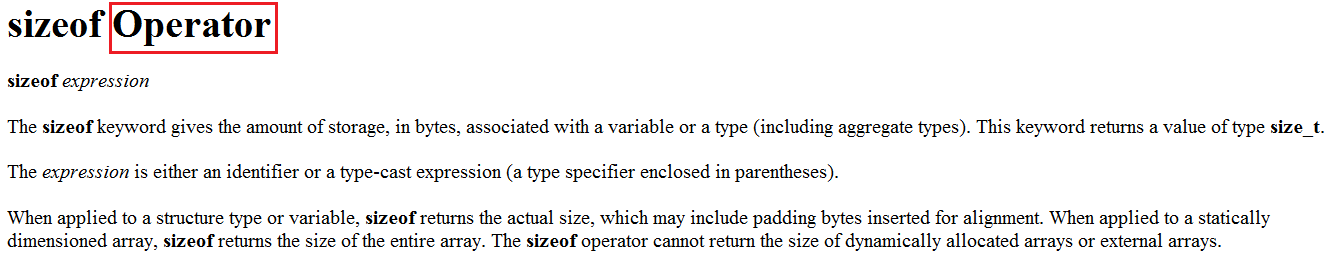 sizeof Operator
sizeof expression
The sizeof keyword gives the amount of storage, in bytes, associated with a variable or a type (including aggregate types). This keyword returns a value of type size_t.
The expression is either an identifier or a type-cast expression (a type specifier enclosed in parentheses).
When applied to a structure type or variable, sizeof returns the actual size, which may include padding bytes inserted for alignment. When applied to a statically
dimensioned array, sizeof returns the size of the entire array. The sizeof operator cannot return the size of dynamically allocated arrays or external arrays.